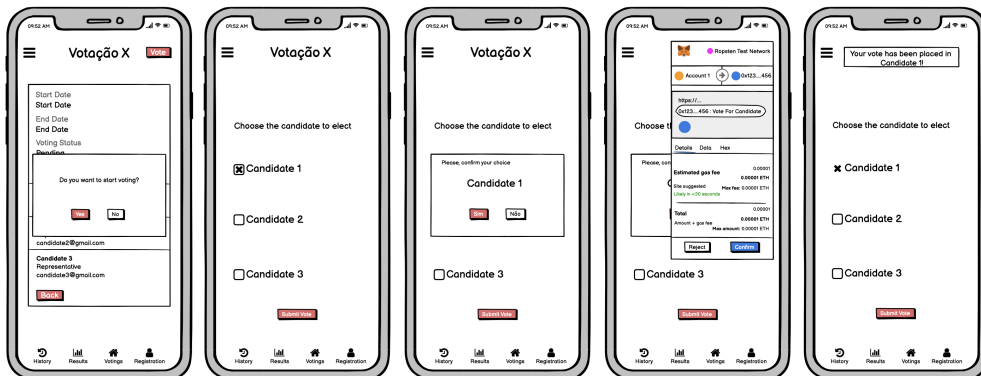 09:52 AM
Votação X
Vote
Start Date
Start Date
End Date
End Date
Voting Status
Pending
Do you want to start voting?
Yes
No
candidate2@gmail.com
Candidate 3
Representative
candidate3@gmail.com
Back
History
Results
Votings
Registration
09:52 AM
Votação X
Choose the candidate to elect
Candidate 1
Candidate 2
Candidate 3
Submit Vote
History
Results
Votings
Registration
09:52 AM
Votação X
Choose the candidate to elect
Please, confirm your choice
Candidate 1
Sim
Não
Candidate 3
Submit Vote
History
Results
Votings
Registration
09:52 AM
Ropsten Test Network
Account 1
0x123...456
https://...
0x123...456 : Vote For Candidate
Choose t
Details
Data
Hex
Please, con
Estimated gas fee
0.00001
0.00001 ETH
Site suggested
Max fee: 0.00001 ETH
Likely in < 30 seconds
Total
0.00001
0.00001 ETH
Amount + gas fee
Max amount: 0.00001 ETH
Reject
Confirm
Candidate 3
Submit Vote
History
Results
Votings
Registration
09:52 AM
Your vote has been placed in
Candidate 1!
Choose the candidate to elect
Candidate 1
Candidate 2
Candidate 3
Submit Vote
History
Results
Votings
Registration